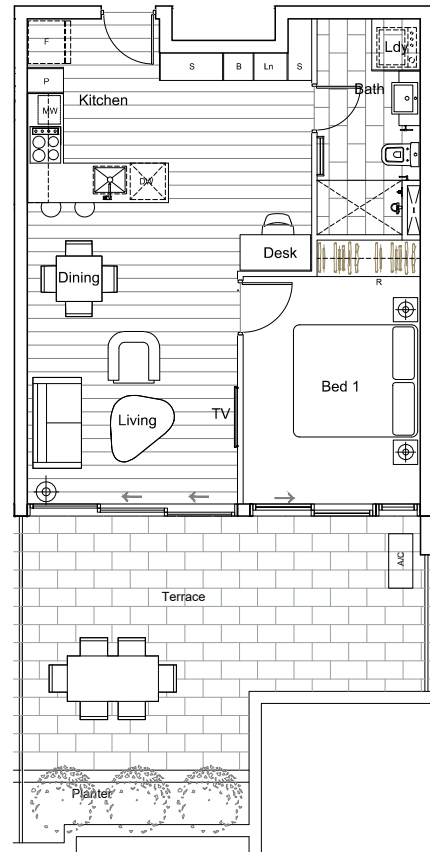 F
S
B
Ln
S
Ldy
P
Kitchen
Bath
MW
DW
Desk
Dining
R
Bed 1
Living
TV
A/C
Terrace
Planter